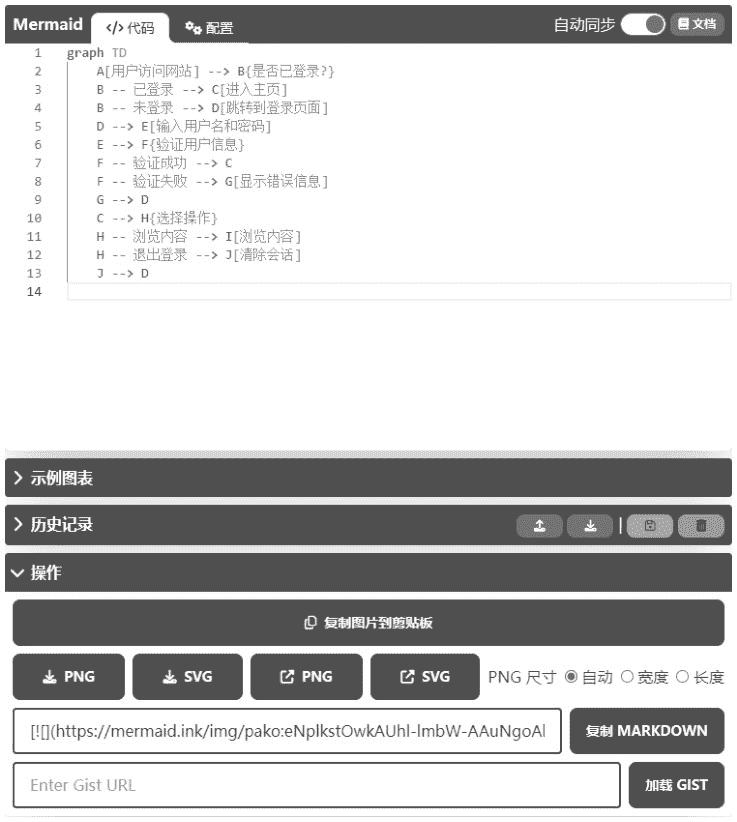 Mermaid 代码 配置 自动同步 文档
1 graph TD
2 A[用户访问网站] --> B{是否已登录?}
3 B -- 已登录 --> C[进入主页]
4 B -- 未登录 --> D[跳转到登录页面]
5 D --> E[输入用户名和密码]
6 E --> F{验证用户信息}
7 F -- 验证成功 --> C
8 F -- 验证失败 --> G[显示错误信息]
9 G --> D
10 C --> H{选择操作}
11 H -- 浏览内容 --> I[浏览内容]
12 H -- 退出登录 --> J[清除会话]
13 J --> D
14
示例图表
历史记录
操作
复制图片到剪贴板
PNG SVG PNG SVG PNG 尺寸 自动 宽度 长度
[![](https://mermaid.ink/img/pako:eNplkstOwkAUhl-lmbW-AAuNgoAl 复制 MARKDOWN
Enter Gist URL 加载 GIST